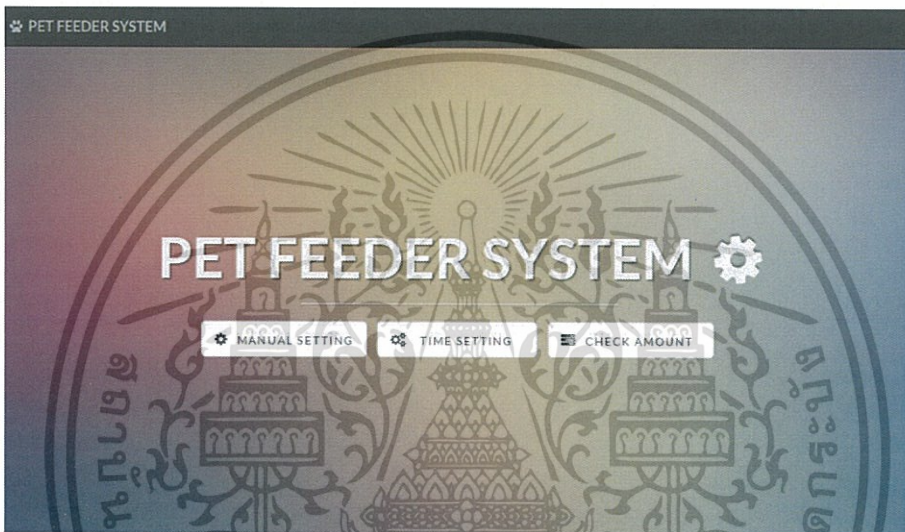 PET FEEDER SYSTEM
PET FEEDER SYSTEM
MANUAL SETTING TIME SETTING CHECK AMOUNT